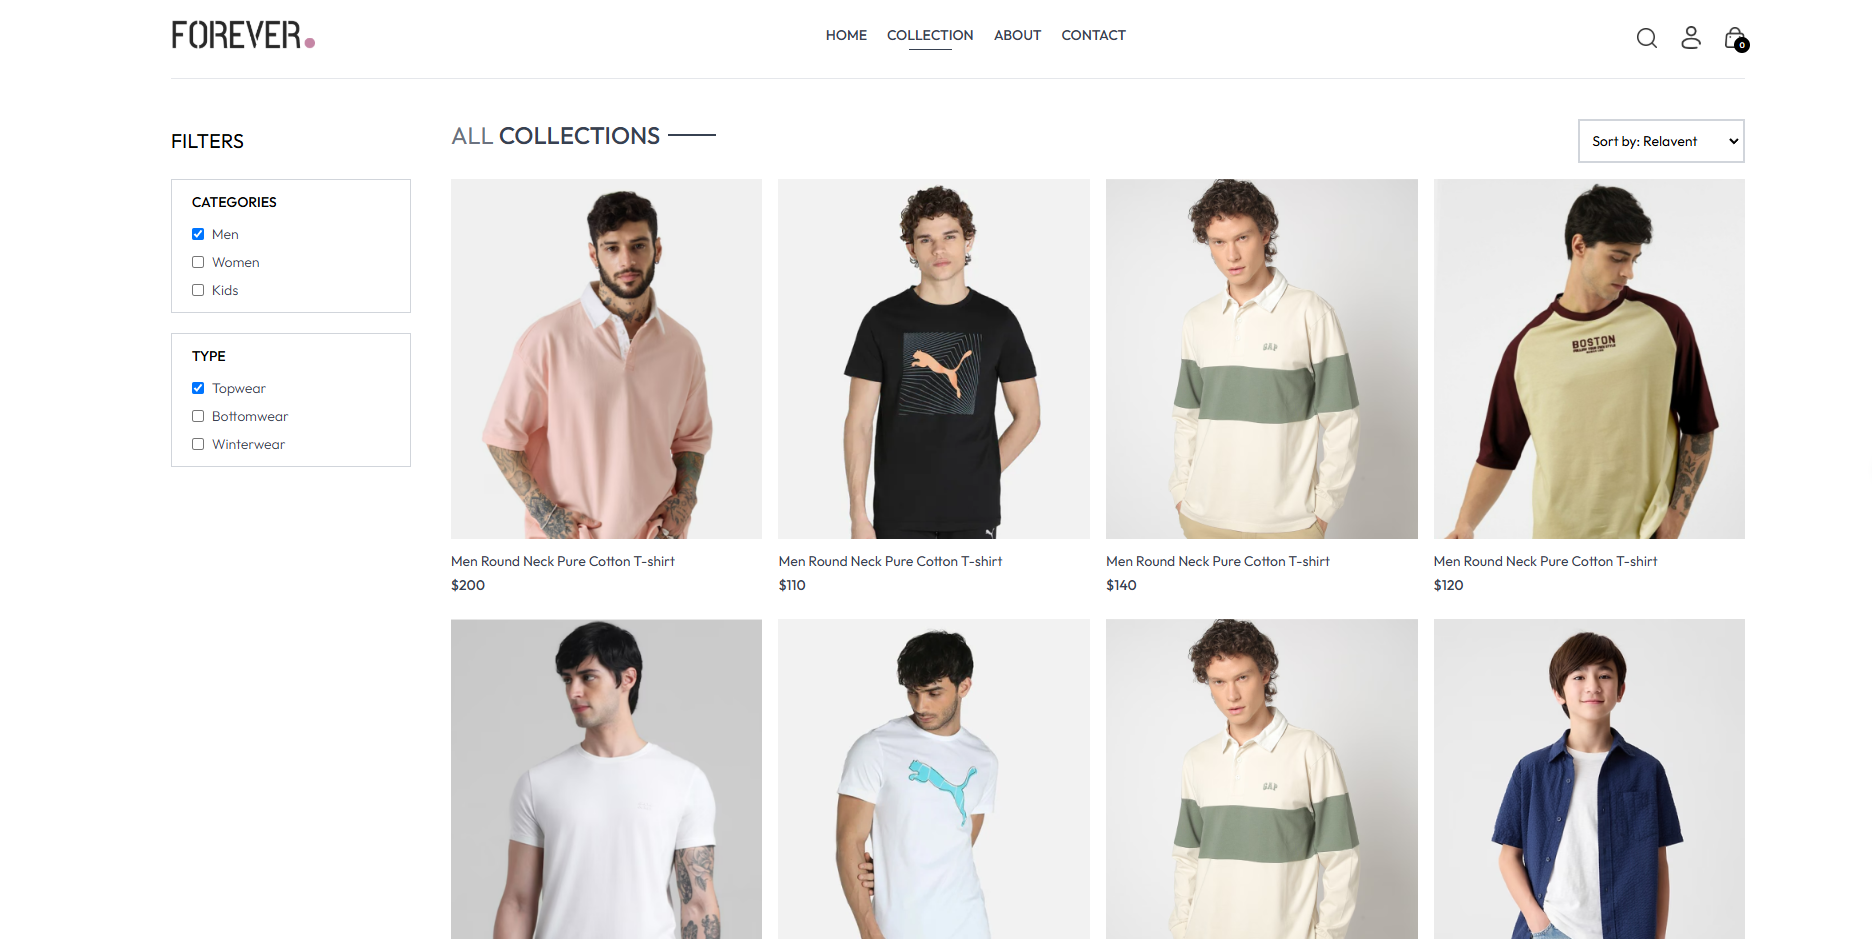 FOREVER.
HOME COLLECTION ABOUT CONTACT
0
FILTERS
ALL COLLECTIONS
Sort by: Relavent
CATEGORIES
Men
Women
Kids
TYPE
Topwear
Bottomwear
Winterwear
GAP
BOSTON
Men Round Neck Pure Cotton T-shirt
$200
Men Round Neck Pure Cotton T-shirt
$110
Men Round Neck Pure Cotton T-shirt
$140
Men Round Neck Pure Cotton T-shirt
$120
GAP